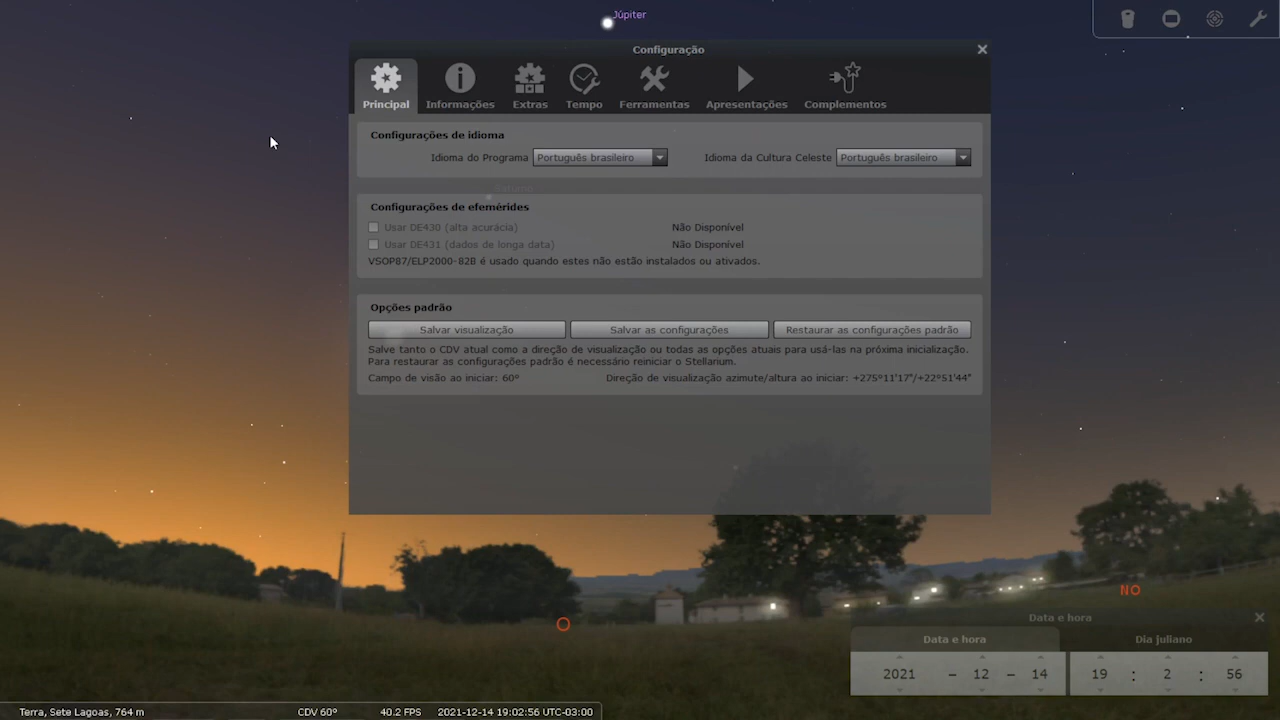 Júpiter
Configuração
Principal Informações Extras Tempo Ferramentas Apresentações Complementos
Configurações de idioma
Idioma do Programa Português brasileiro Idioma da Cultura Celeste Português brasileiro
Saturno
Configurações de efemérides
Usar DE430 (alta acurácia) Não Disponível
Usar DE431 (dados de longa data) Não Disponível
VSOP87/ELP2000-82B é usado quando estes não estão instalados ou ativados.
Opções padrão
Salvar visualização Salvar as configurações Restaurar as configurações padrão
Salve tanto o CDV atual como a direção de visualização ou todas as opções atuais para usá-las na próxima inicialização.
Para restaurar as configurações padrão é necessário reiniciar o Stellarium.
Campo de visão ao iniciar: 60° Direção de visualização azimute/altura ao iniciar: +275°11'17"/+22°51'44"
NO
O
Data e hora
Data e hora Dia juliano
2021 – 12 – 14 19 : 2 : 56
Terra, Sete Lagoas, 764 m CDV 60° 40.2 FPS 2021-12-14 19:02:56 UTC-03:00